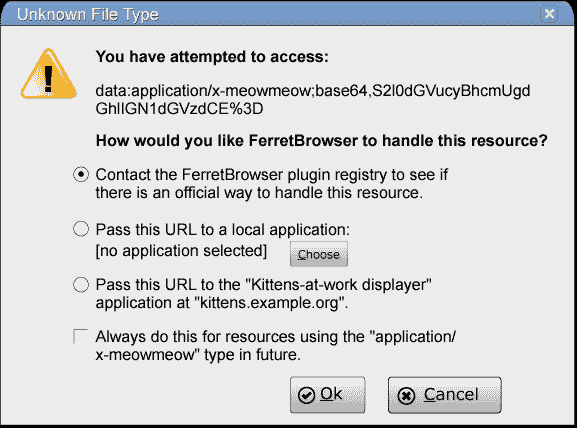 Unknown File Type
You have attempted to access:
data:application/x-meowmeow;base64,S2l0dGVucyBhcmUgd
GhlIGN1dGVzdCE%3D
How would you like FerretBrowser to handle this resource?
Contact the FerretBrowser plugin registry to see if
there is an official way to handle this resource.
Pass this URL to a local application:
[no application selected] Choose
Pass this URL to the "Kittens-at-work displayer"
application at "kittens.example.org".
Always do this for resources using the "application/
x-meowmeow" type in future.
Ok Cancel